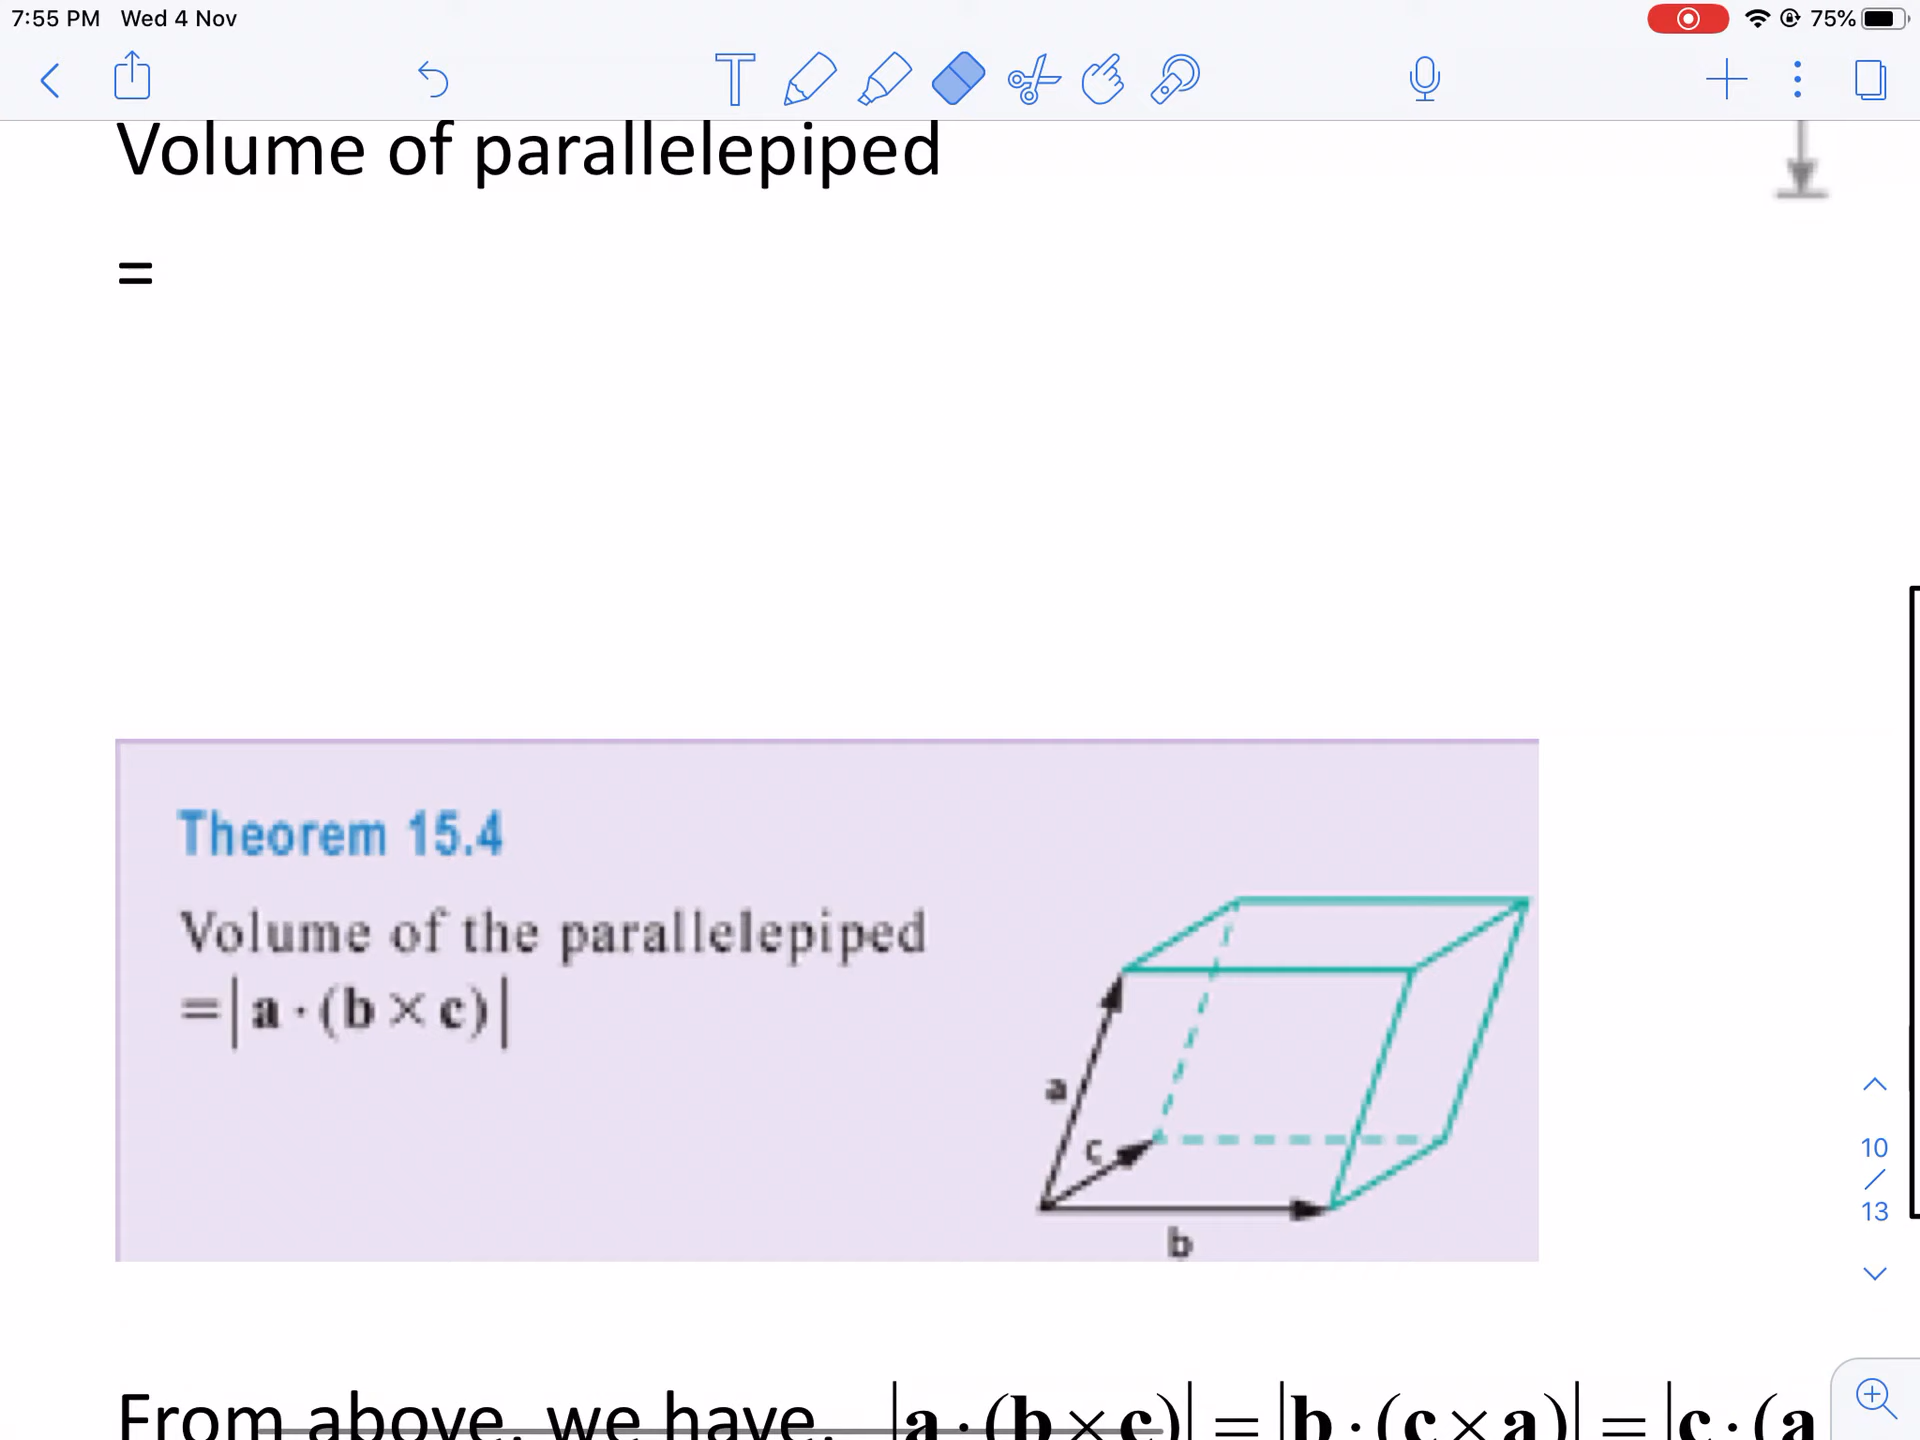 7:55 PM Wed 4 Nov
75%
T
Volume of parallelepiped
=
Theorem 15.4
Volume of the parallelepiped
=|a·(b×c)|
a
c
b
10
/
13
From above, we have, |a·(b×c)| = |b·(c×a)| = |c·(a